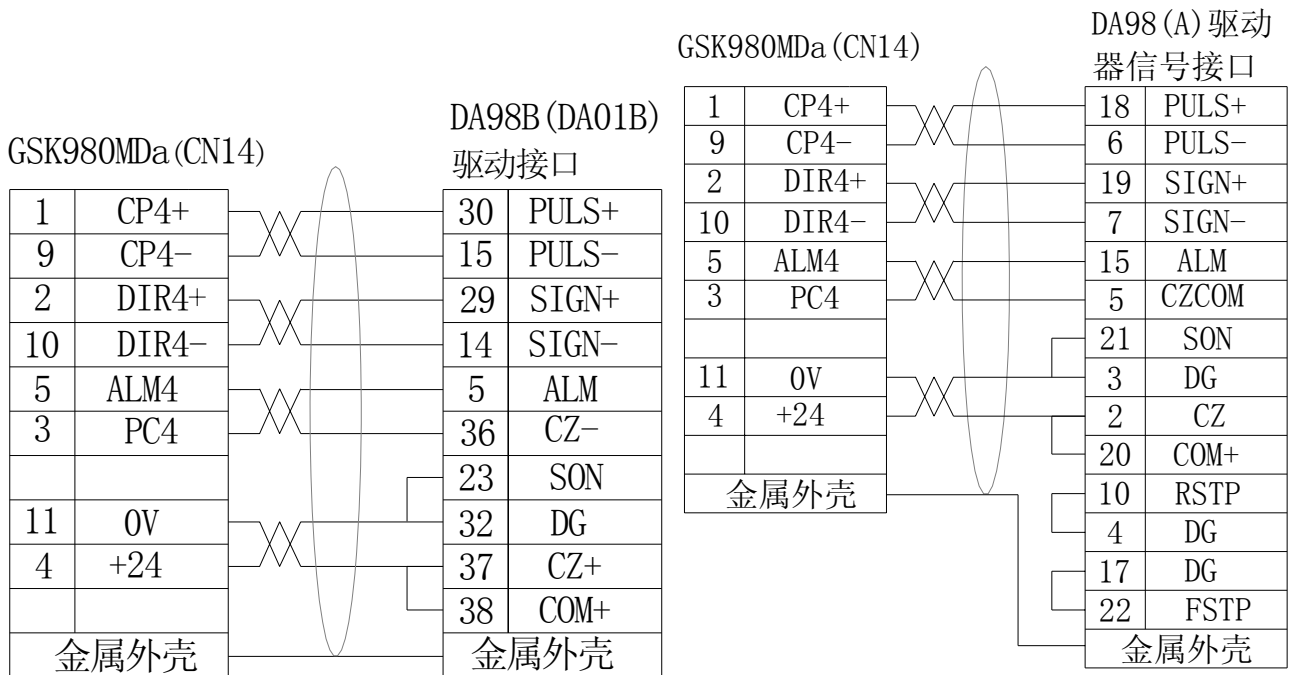 GSK980MDa(CN14)
DA98B(DA01B)
驱动接口
1 CP4+ 30 PULS+
9 CP4- 15 PULS-
2 DIR4+ 29 SIGN+
10 DIR4- 14 SIGN-
5 ALM4 5 ALM
3 PC4 36 CZ-
23 SON
11 0V 32 DG
4 +24 37 CZ+
38 COM+
金属外壳 金属外壳
GSK980MDa(CN14)
DA98(A)驱动
器信号接口
1 CP4+ 18 PULS+
9 CP4- 6 PULS-
2 DIR4+ 19 SIGN+
10 DIR4- 7 SIGN-
5 ALM4 15 ALM
3 PC4 5 CZCOM
21 SON
11 0V 3 DG
4 +24 2 CZ
20 COM+
金属外壳 10 RSTP
4 DG
17 DG
22 FSTP
金属外壳